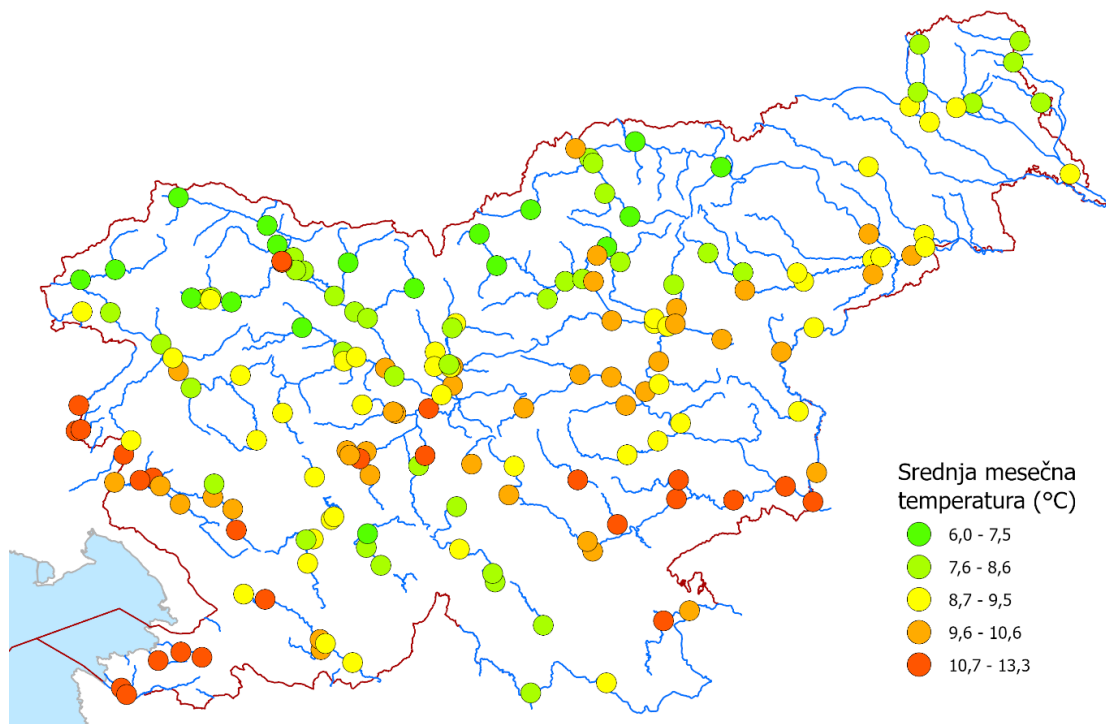 Srednja mesečna
temperatura (°C)
6,0 - 7,5
7,6 - 8,6
8,7 - 9,5
9,6 - 10,6
10,7 - 13,3